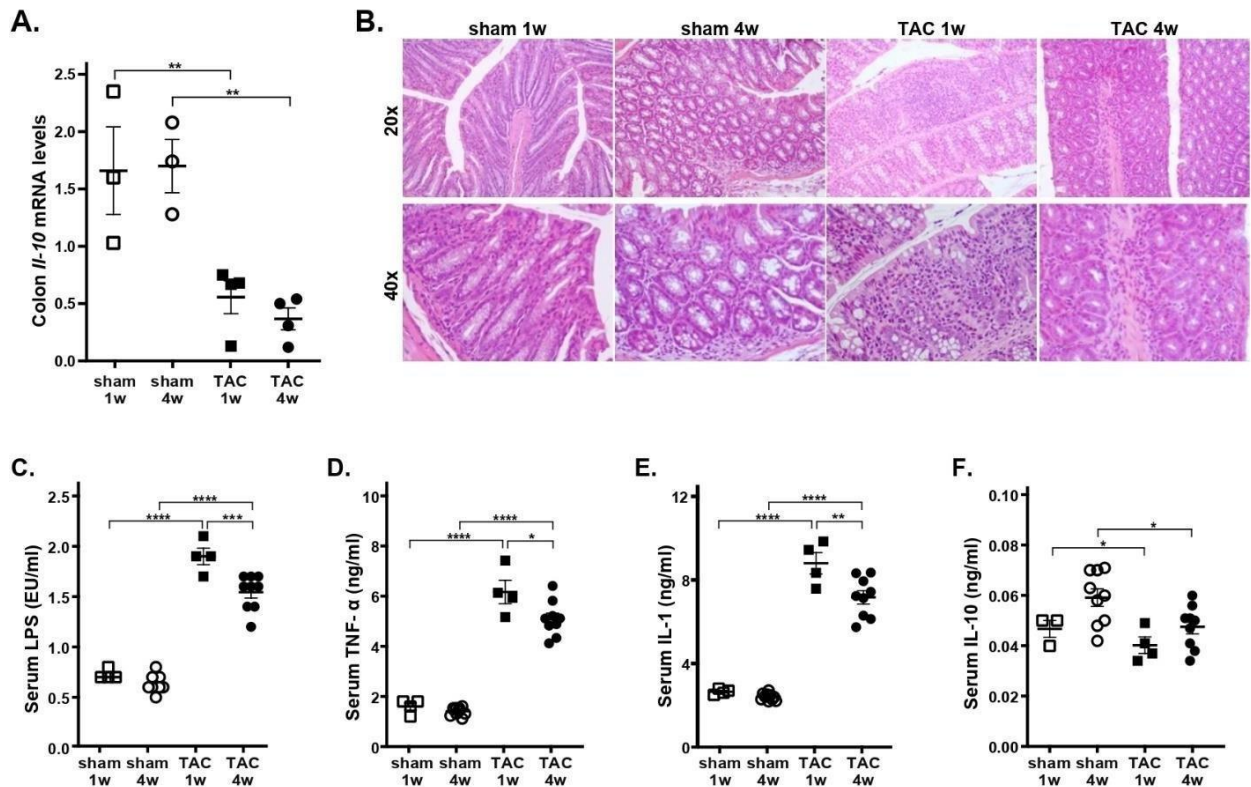 A.
2.5
2.0
1.5
1.0
0.5
0.0
Colon Il-10 mRNA levels
**
**
sham 1w
sham 4w
TAC 1w
TAC 4w
B.
sham 1w sham 4w TAC 1w TAC 4w
20x
40x
C.
2.5
2.0
1.5
1.0
0.5
0.0
Serum LPS (EU/ml)
****
****
***
sham 1w
sham 4w
TAC 1w
TAC 4w
D.
10
8
6
4
2
0
Serum TNF- α (ng/ml)
****
****
*
sham 1w
sham 4w
TAC 1w
TAC 4w
E.
12
8
4
0
Serum IL-1 (ng/ml)
****
****
**
sham 1w
sham 4w
TAC 1w
TAC 4w
F.
0.10
0.08
0.06
0.04
0.02
0.00
Serum IL-10 (ng/ml)
*
*
sham 1w
sham 4w
TAC 1w
TAC 4w